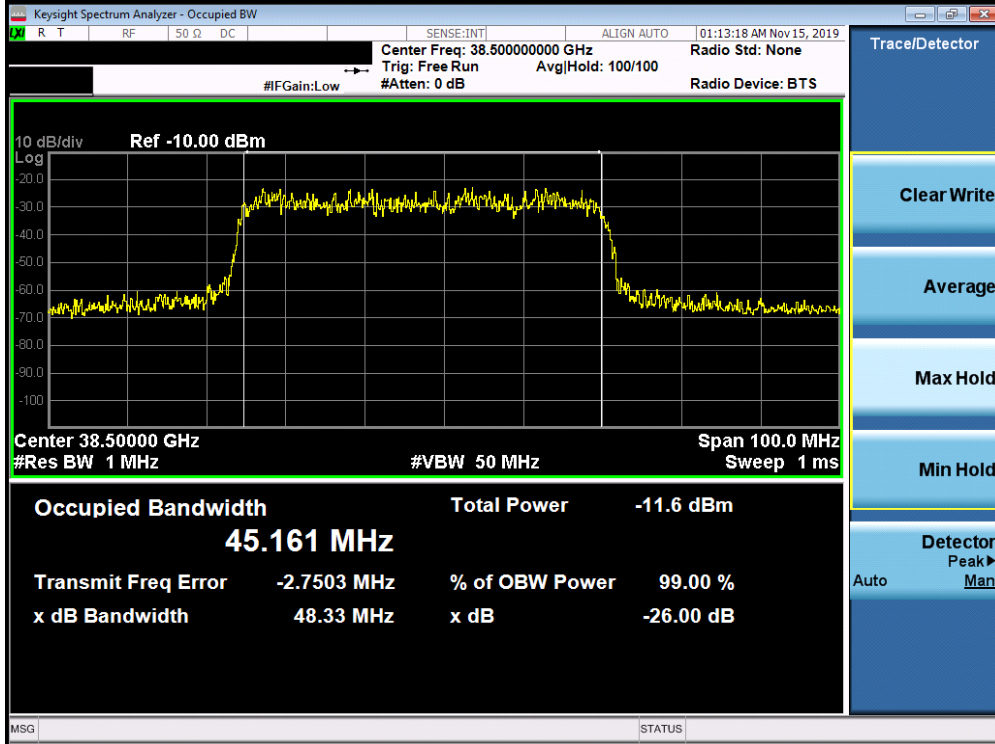 Keysight Spectrum Analyzer - Occupied BW
LXI R T RF 50 Ω DC SENSE:INT ALIGN AUTO 01:13:18 AM Nov 15, 2019
Center Freq: 38.500000000 GHz Radio Std: None
Trig: Free Run Avg|Hold: 100/100
#IFGain:Low #Atten: 0 dB Radio Device: BTS
10 dB/div Ref -10.00 dBm
Log
-20.0
-30.0
-40.0
-50.0
-60.0
-70.0
-80.0
-90.0
-100
Center 38.50000 GHz Span 100.0 MHz
#Res BW 1 MHz #VBW 50 MHz Sweep 1 ms
Occupied Bandwidth Total Power -11.6 dBm
45.161 MHz
Transmit Freq Error -2.7503 MHz % of OBW Power 99.00 %
x dB Bandwidth 48.33 MHz x dB -26.00 dB
MSG STATUS
Trace/Detector
Clear Write
Average
Max Hold
Min Hold
Detector
Peak▶
Auto Man